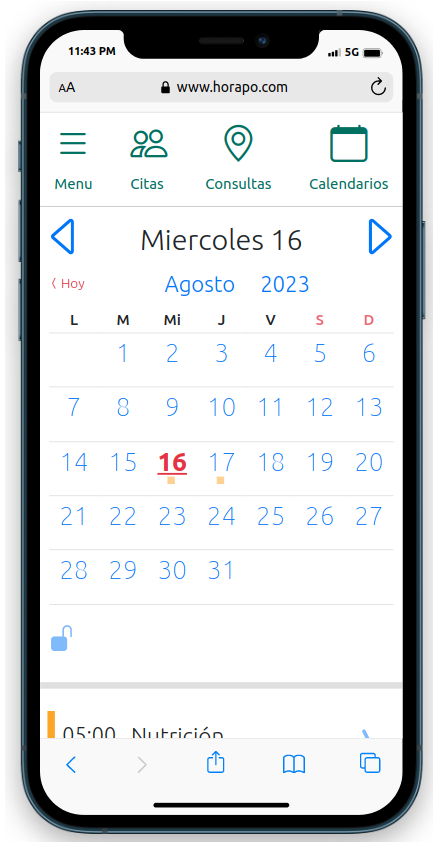 11:43 PM 5G
AA www.horapo.com
Menu Citas Consultas Calendarios
Miercoles 16
Hoy Agosto 2023
L M Mi J V S D
1 2 3 4 5 6
7 8 9 10 11 12 13
14 15 16 17 18 19 20
21 22 23 24 25 26 27
28 29 30 31
05:00 Nutrición